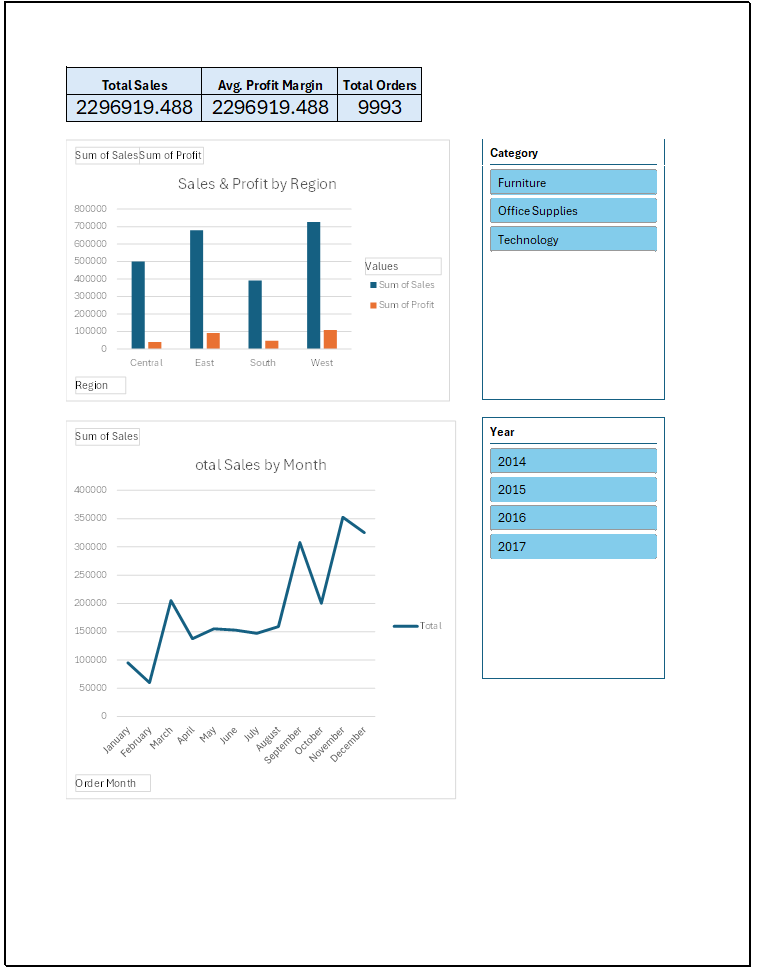 Total Sales Avg. Profit Margin Total Orders
2296919.488 2296919.488 9993
Sum of Sales Sum of Profit
Sales & Profit by Region
800000
700000
600000
500000
400000
300000
200000
100000
0
Central East South West
Values
Sum of Sales
Sum of Profit
Region
Category
Furniture
Office Supplies
Technology
Sum of Sales
otal Sales by Month
400000
350000
300000
250000
200000
150000
100000
50000
0
January February March April May June July August September October November December
Total
Order Month
Year
2014
2015
2016
2017